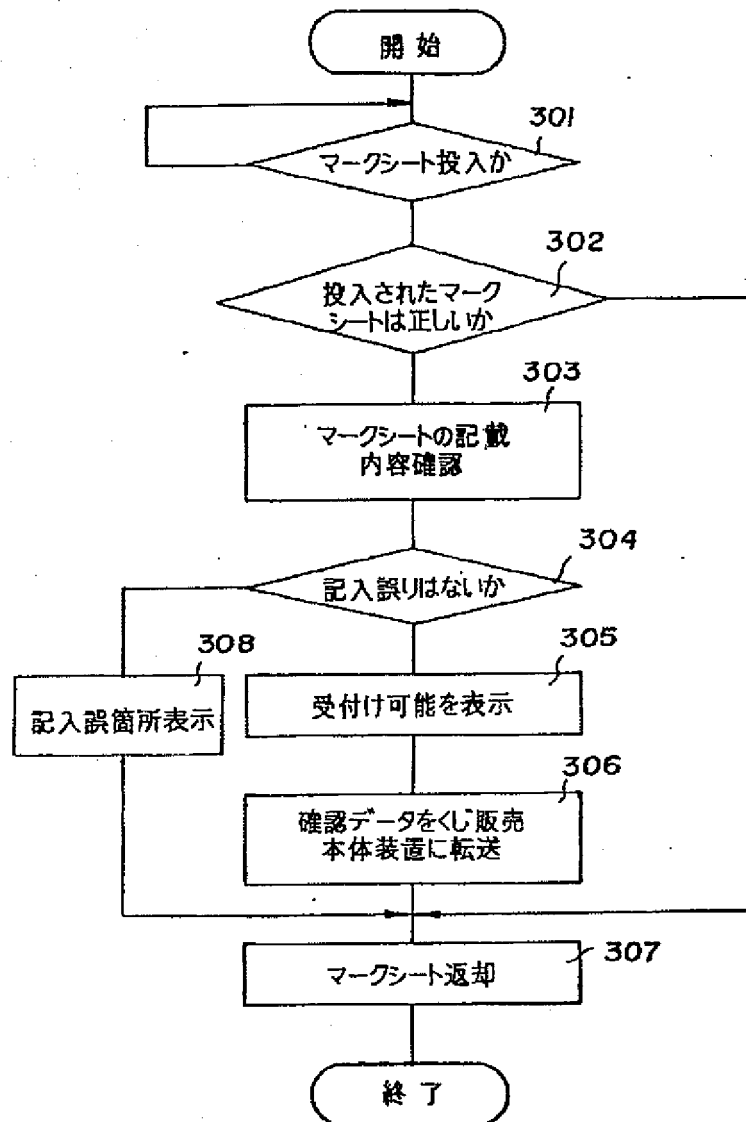 開始
301
マークシート投入か
302
投入されたマーク
シートは正しいか
303
マークシートの記載
内容確認
304
記入誤りはないか
308
記入誤箇所表示
305
受付け可能を表示
306
確認データをくじ販売
本体装置に転送
307
マークシート返却
終了